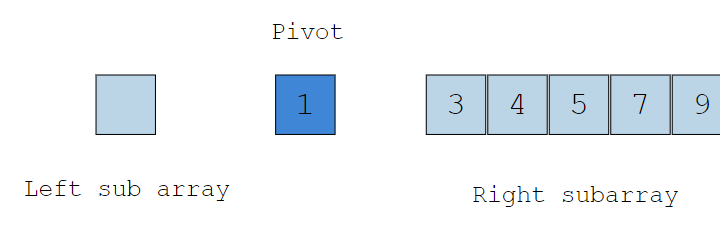 Pivot
1
3 4 5 7 9
Left sub array
Right subarray